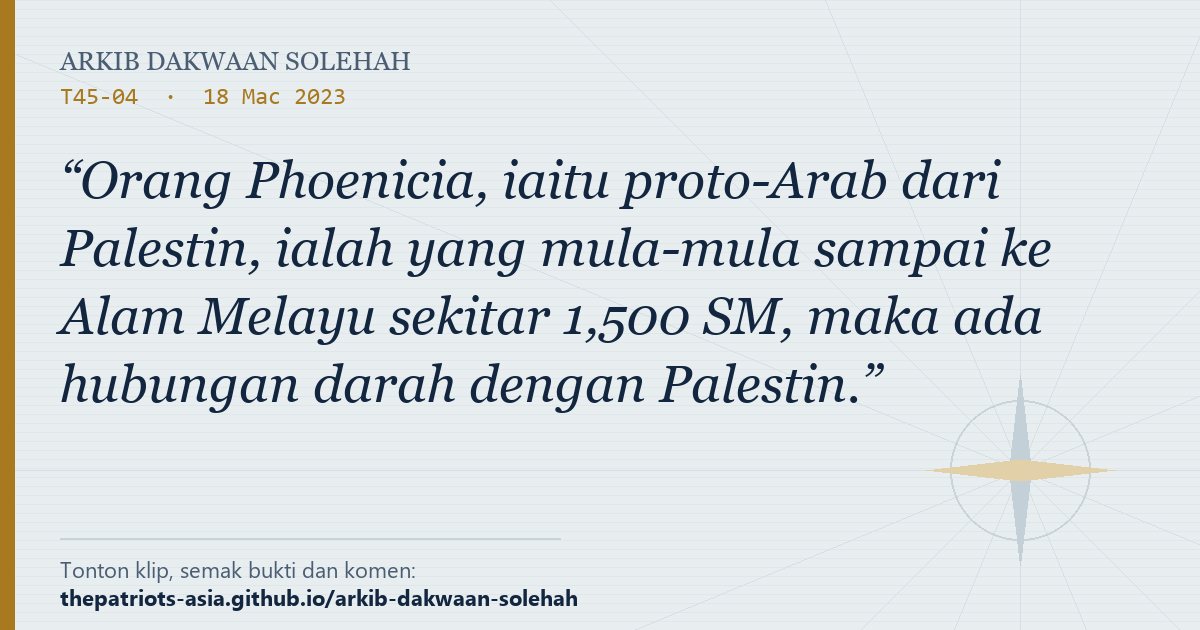 ARKIB DAKWAAN SOLEHAH
T45-04 · 18 Mac 2023
“Orang Phoenicia, iaitu proto-Arab dari
Palestin, ialah yang mula-mula sampai ke
Alam Melayu sekitar 1,500 SM, maka ada
hubungan darah dengan Palestin.”
Tonton klip, semak bukti dan komen:
thepatriots-asia.github.io/arkib-dakwaan-solehah